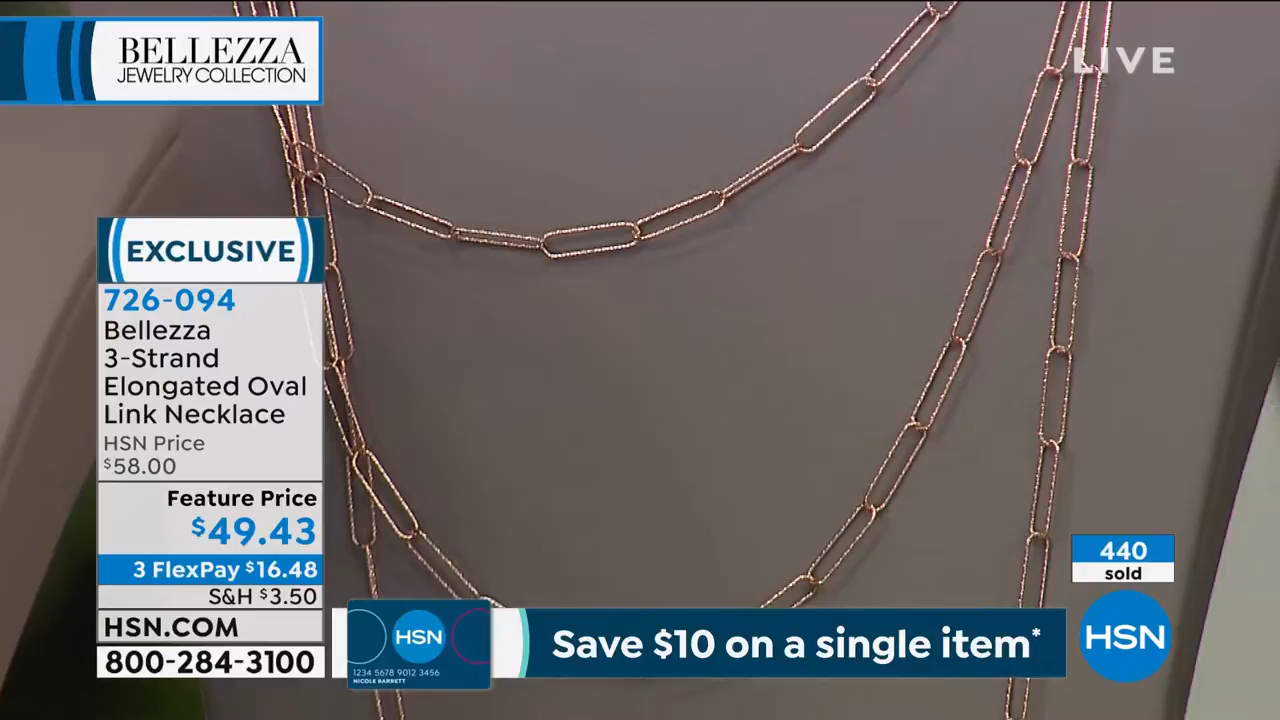 BELLEZZA
JEWELRY COLLECTION
LIVE
EXCLUSIVE
726-094
Bellezza
3-Strand
Elongated Oval
Link Necklace
HSN Price
$58.00
Feature Price
$49.43
3 FlexPay $16.48
S&H $3.50
HSN.COM
800-284-3100
HSN
1234 5678 9012 3456
NICOLE BARRETT
Save $10 on a single item*
440
sold
HSN